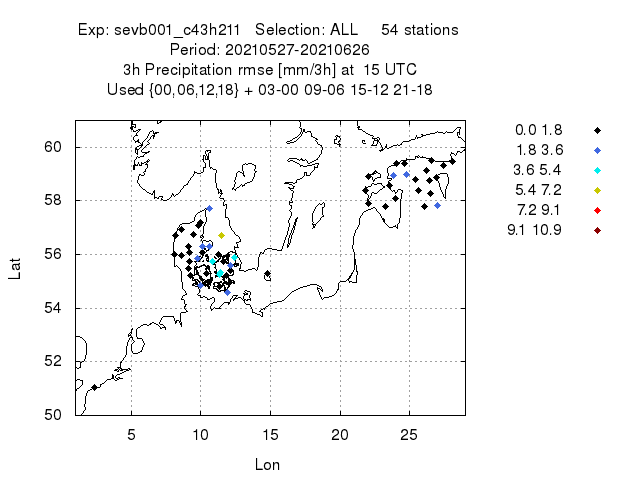 Exp: sevb001_c43h211   Selection: ALL     54 stations
Period: 20210527-20210626
3h Precipitation rmse [mm/3h] at  15 UTC
Used {00,06,12,18} + 03-00 09-06 15-12 21-18
60
58
56
54
52
50
Lat
5 10 15 20 25
Lon
0.0 1.8
1.8 3.6
3.6 5.4
5.4 7.2
7.2 9.1
9.1 10.9